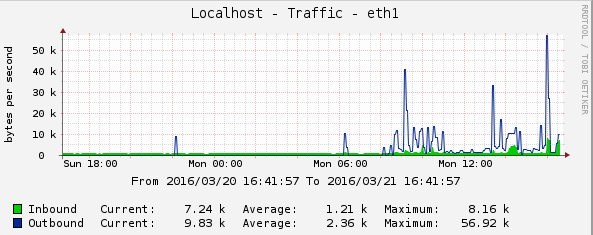 Localhost - Traffic - eth1
RRDTOOL / TOBI OETIKER
bytes per second
50 k
40 k
30 k
20 k
10 k
0
Sun 18:00 Mon 00:00 Mon 06:00 Mon 12:00
From 2016/03/20 16:41:57 To 2016/03/21 16:41:57
Inbound Current: 7.24 k Average: 1.21 k Maximum: 8.16 k
Outbound Current: 9.83 k Average: 2.36 k Maximum: 56.92 k